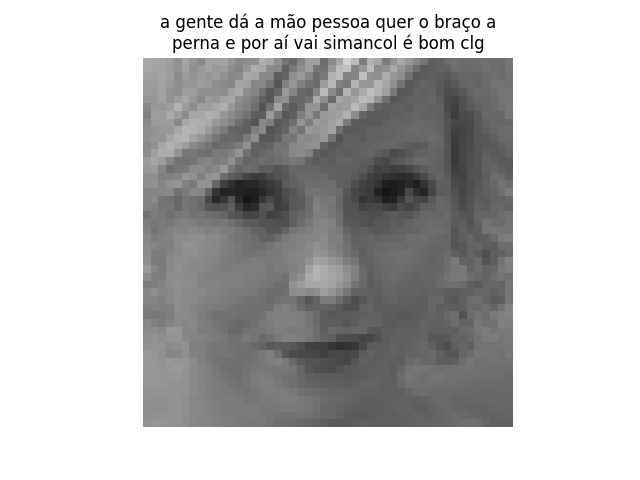 a gente dá a mão pessoa quer o braço a
perna e por aí vai simancol é bom clg